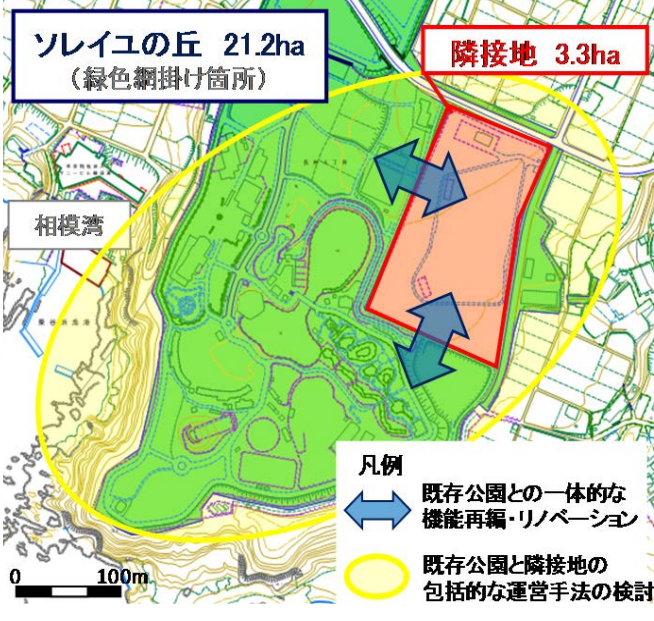 ソレイユの丘 21.2ha
(緑色網掛け箇所)
隣接地 3.3ha
相模湾
凡例
既存公園との一体的な
機能再編・リノベーション
既存公園と隣接地の
包括的な運営手法の検討
0 100m